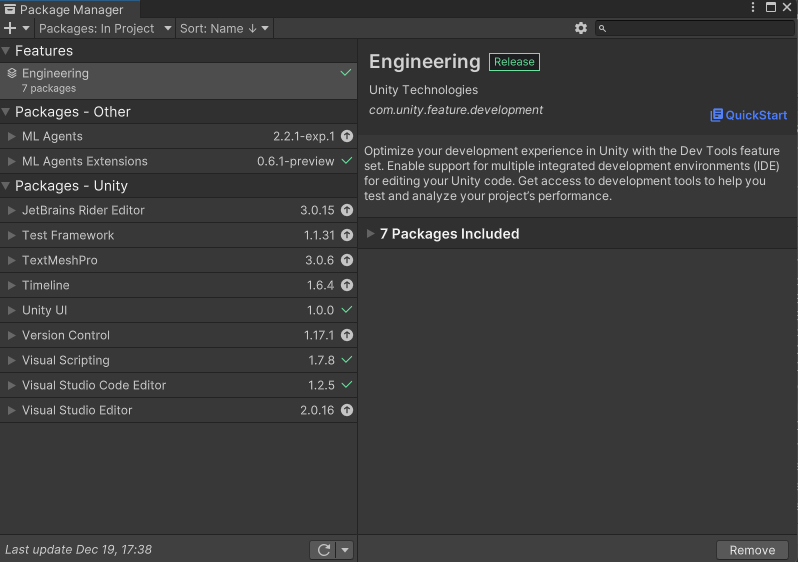 Package Manager
Packages: In Project Sort: Name ↓
Features
Engineering
7 packages
Packages - Other
ML Agents 2.2.1-exp.1
ML Agents Extensions 0.6.1-preview
Packages - Unity
JetBrains Rider Editor 3.0.15
Test Framework 1.1.31
TextMeshPro 3.0.6
Timeline 1.6.4
Unity UI 1.0.0
Version Control 1.17.1
Visual Scripting 1.7.8
Visual Studio Code Editor 1.2.5
Visual Studio Editor 2.0.16
Last update Dec 19, 17:38
Engineering Release
Unity Technologies
com.unity.feature.development
QuickStart
Optimize your development experience in Unity with the Dev Tools feature
set. Enable support for multiple integrated development environments (IDE)
for editing your Unity code. Get access to development tools to help you
test and analyze your project's performance.
7 Packages Included
Remove